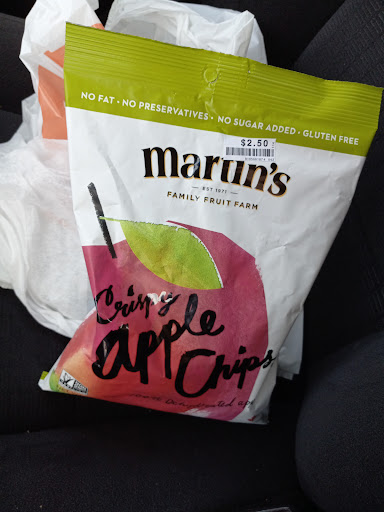 NO FAT • NO PRESERVATIVES • NO SUGAR ADDED • GLUTEN FREE
$2.50
martin's
EST 1971
FAMILY FRUIT FARM
Crispy
apple
Chips